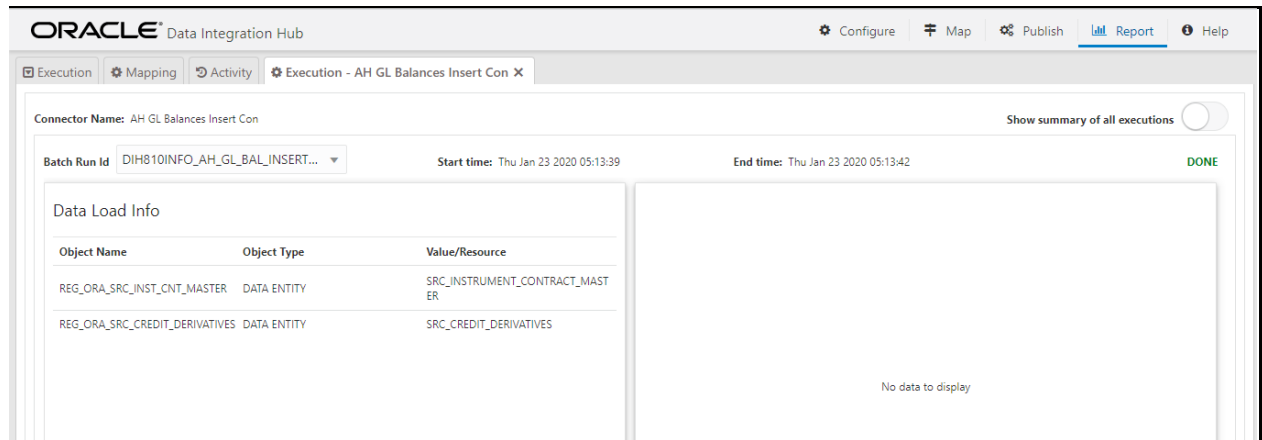 ORACLE Data Integration Hub
Configure Map Publish Report Help
Execution Mapping Activity Execution - AH GL Balances Insert Con X
Connector Name: AH GL Balances Insert Con Show summary of all executions
Batch Run Id DIH810INFO_AH_GL_BAL_INSERT... Start time: Thu Jan 23 2020 05:13:39 End time: Thu Jan 23 2020 05:13:42 DONE
Data Load Info
Object Name Object Type Value/Resource
REG_ORA_SRC_INST_CNT_MASTER DATA ENTITY SRC_INSTRUMENT_CONTRACT_MAST
ER
REG_ORA_SRC_CREDIT_DERIVATIVES DATA ENTITY SRC_CREDIT_DERIVATIVES
No data to display